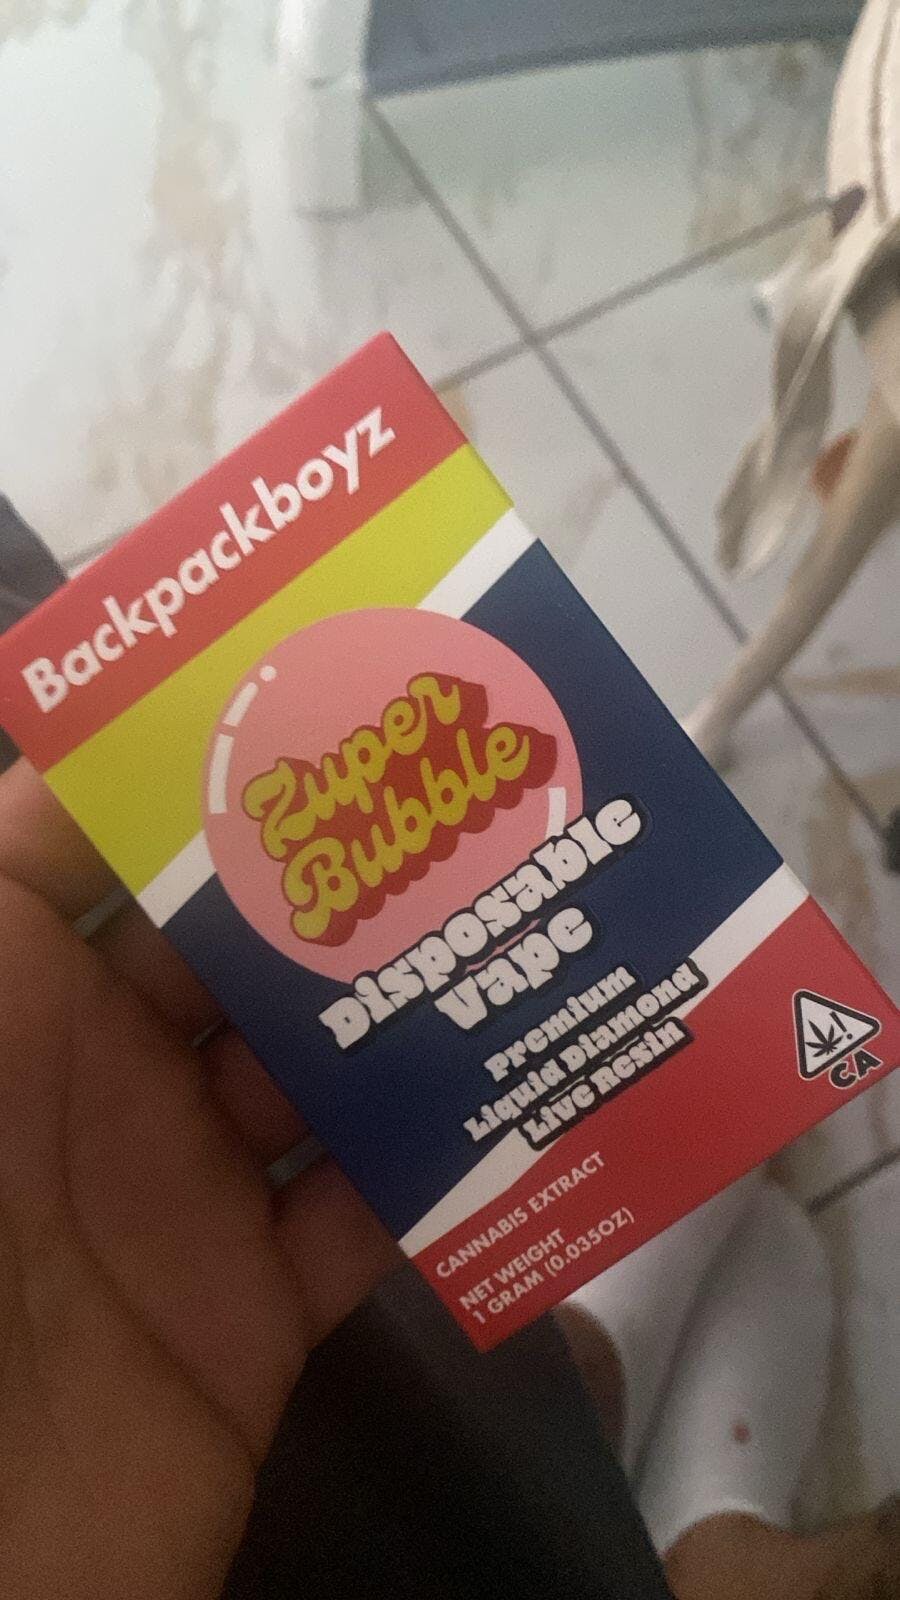 Backpackboyz
Zuper
Bubble
Disposable
Vape
Premium
Liquid Diamond
Live Resin
CA
CANNABIS EXTRACT
NET WEIGHT
1 GRAM (0.035OZ)